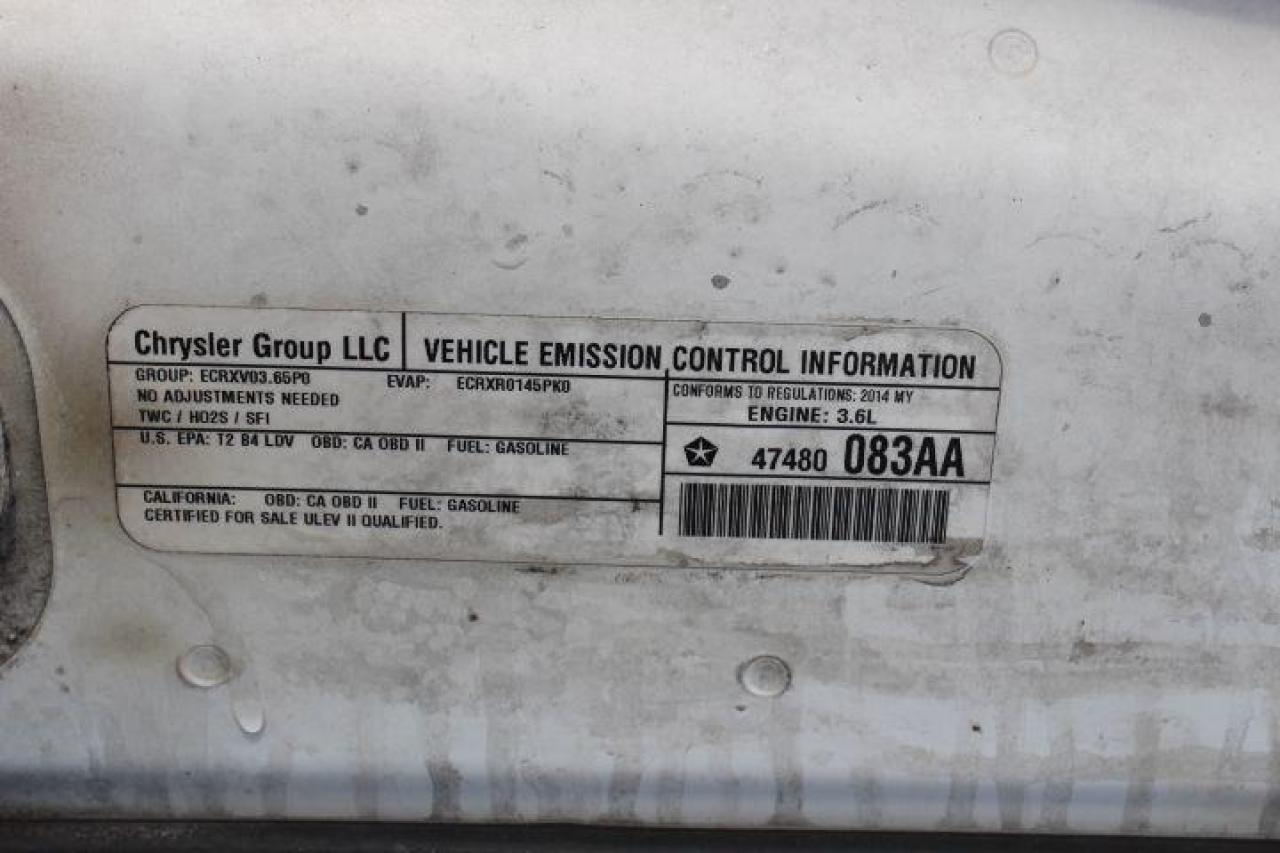 Chrysler Group LLC
VEHICLE EMISSION CONTROL INFORMATION
GROUP: ECRXV03.65P0 EVAP: ECRXR0145PK0
NO ADJUSTMENTS NEEDED
TWC / HO2S / SFI
U.S. EPA: T2 B4 LDV OBD: CA OBD II FUEL: GASOLINE
CALIFORNIA: OBD: CA OBD II FUEL: GASOLINE
CERTIFIED FOR SALE ULEV II QUALIFIED.
CONFORMS TO REGULATIONS: 2014 MY
ENGINE: 3.6L
47480 083AA